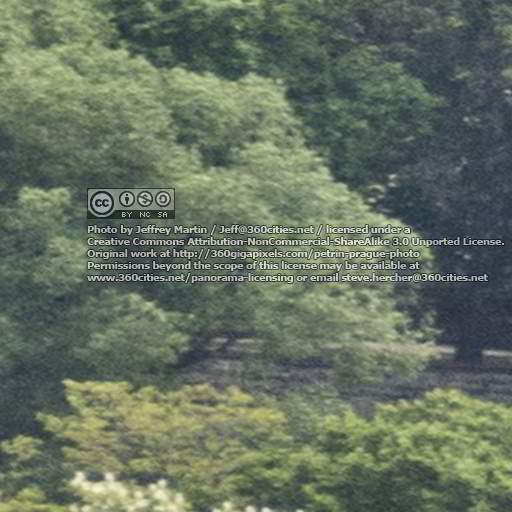 cc
BY NC SA
Photo by Jeffrey Martin / Jeff@360cities.net / licensed under a
Creative Commons Attribution-NonCommercial-ShareAlike 3.0 Unported License.
Original work at http://360gigapixels.com/petrin-prague-photo
Permissions beyond the scope of this license may be available at
www.360cities.net/panorama-licensing or email steve.hercher@360cities.net